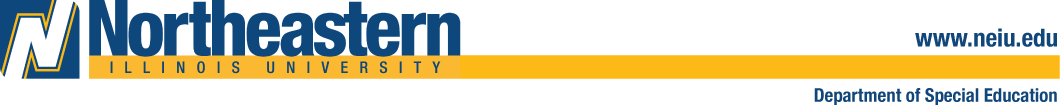 N Northeastern
ILLINOIS UNIVERSITY
www.neiu.edu
Department of Special Education